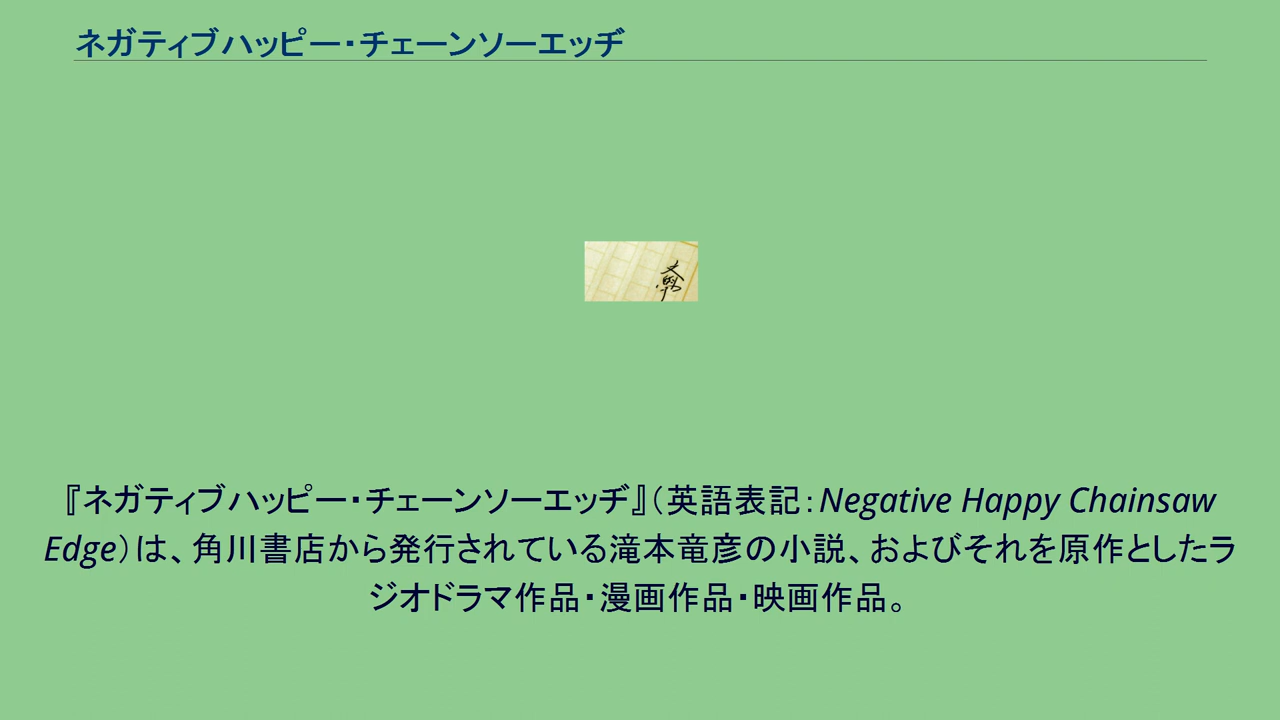 ネガティブハッピー・チェーンソーエッヂ
『ネガティブハッピー・チェーンソーエッヂ』（英語表記：Negative Happy Chainsaw
Edge）は、角川書店から発行されている滝本竜彦の小説、およびそれを原作としたラ
ジオドラマ作品・漫画作品・映画作品。